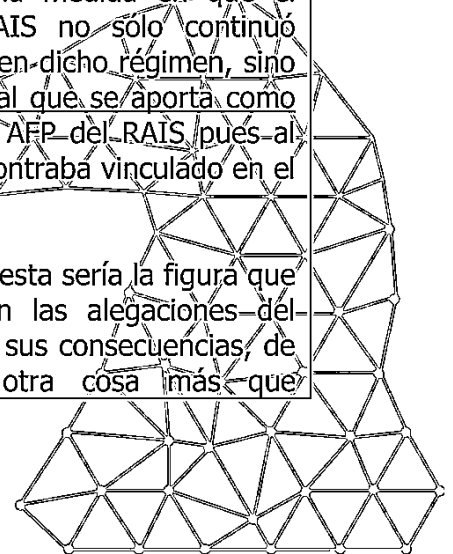 AIS no sólo continuó
en dicho régimen, sino
al que se aporta como
AFP del RAIS pues al
ontraba vinculado en el
esta sería la figura que
n las alegaciones del
sus consecuencias, de
otra cosa más que